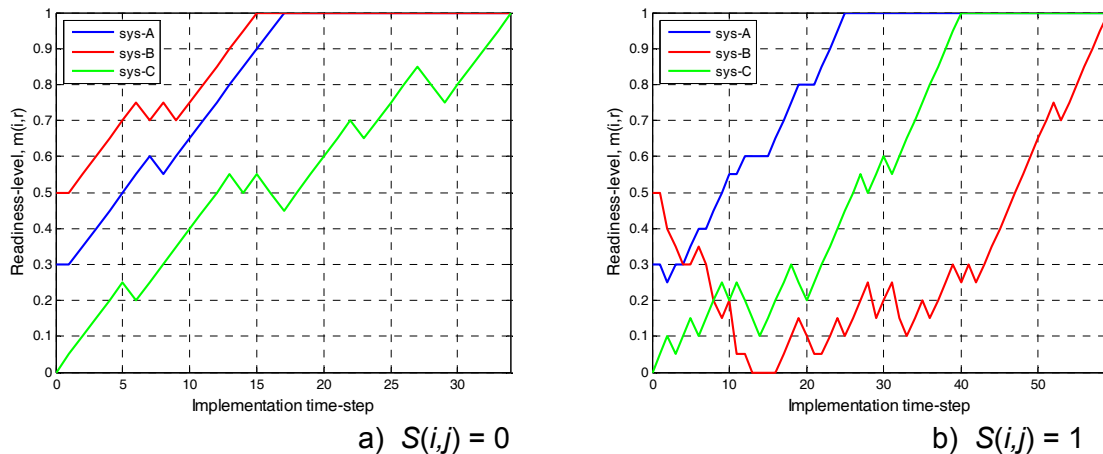 1
0.9
0.8
0.7
0.6
0.5
0.4
0.3
0.2
0.1
0
Readiness-level, m(i,r)
sys-A
sys-B
sys-C
0 5 10 15 20 25 30
Implementation time-step
a) S(i,j) = 0
1
0.9
0.8
0.7
0.6
0.5
0.4
0.3
0.2
0.1
0
Readiness-level, m(i,r)
sys-A
sys-B
sys-C
0 10 20 30 40 50
Implementation time-step
b) S(i,j) = 1